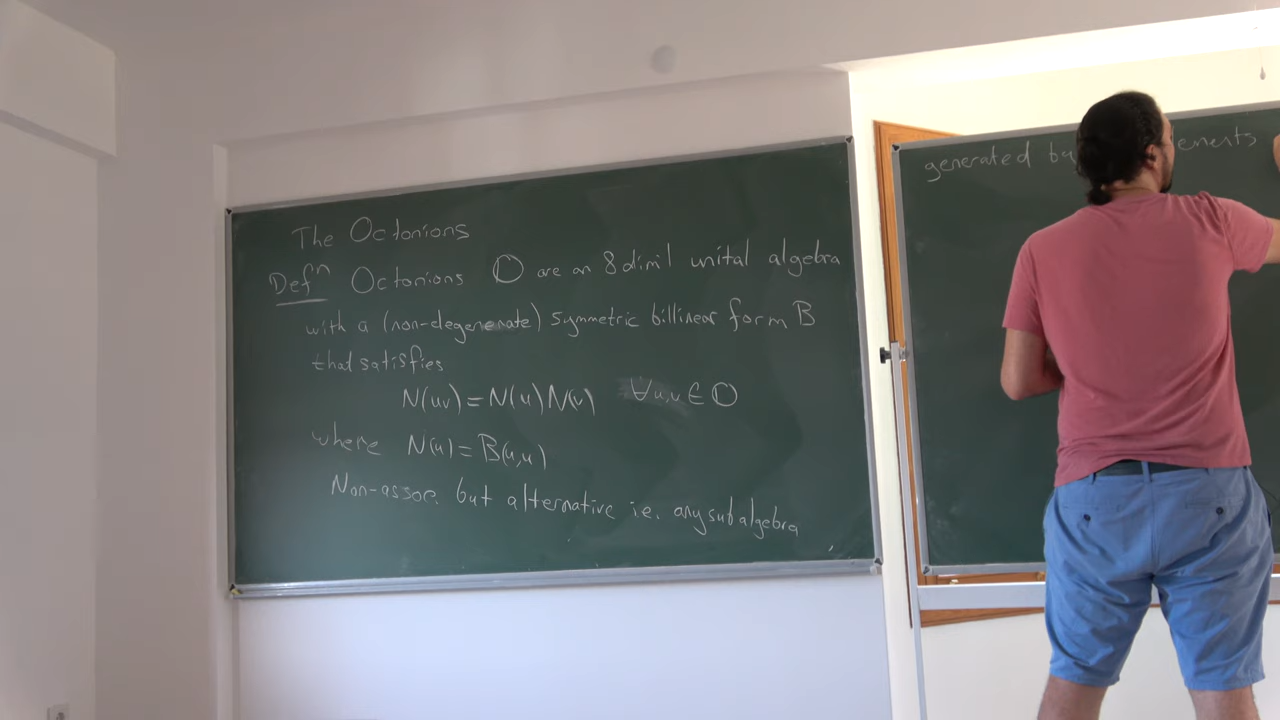 The Octonions
Defⁿ Octonions 𝕆 are an 8 dim'l unital algebra
with a (non-degenerate) symmetric billinear form B
that satisfies
N(uv) = N(u) N(v) ∀u,v ∈ 𝕆
where N(u) = B(u,u)
Non-assoc. but alternative i.e. any subalgebra
generated by ements